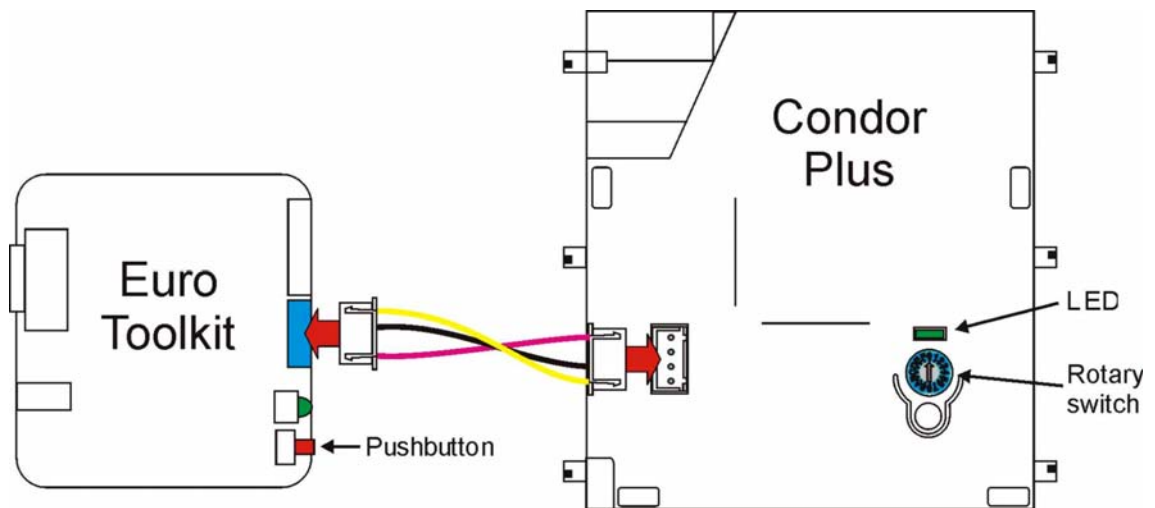 Condor
Plus
Euro
Toolkit
LED
Rotary
switch
Pushbutton